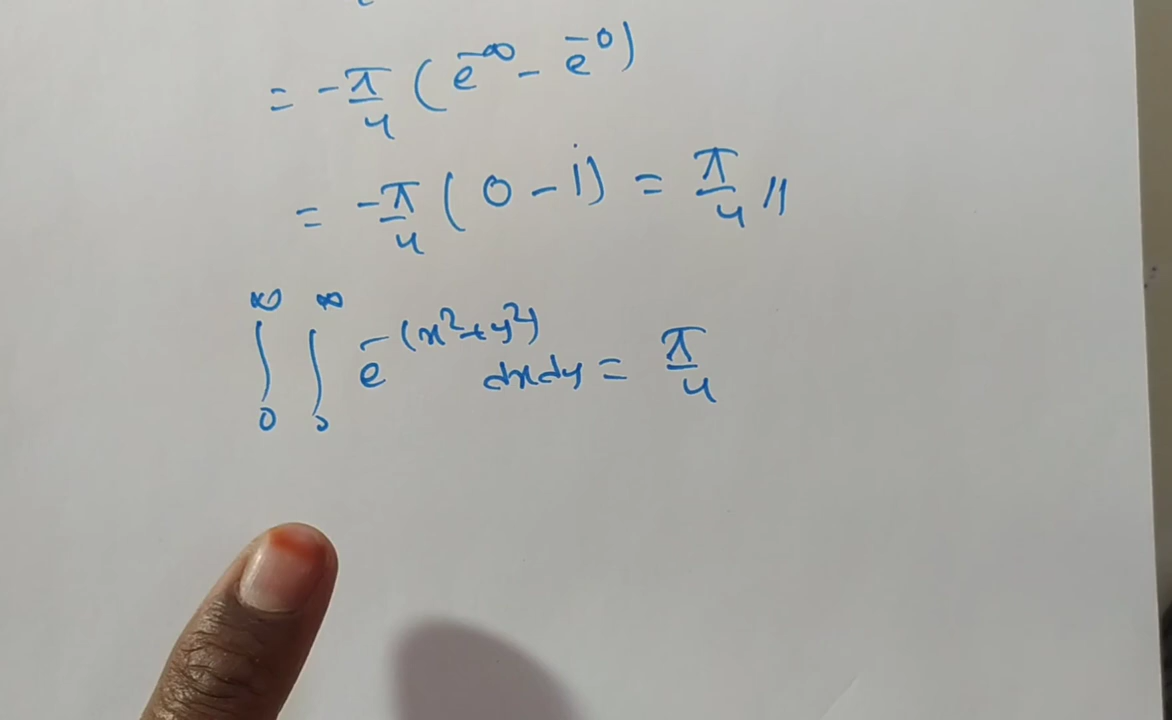 = -π/4 (e^-∞ - e^-0)
= -π/4 (0 - 1) = π/4 //
∫₀^∞ ∫₀^∞ e^-(x²+y²) dxdy = π/4